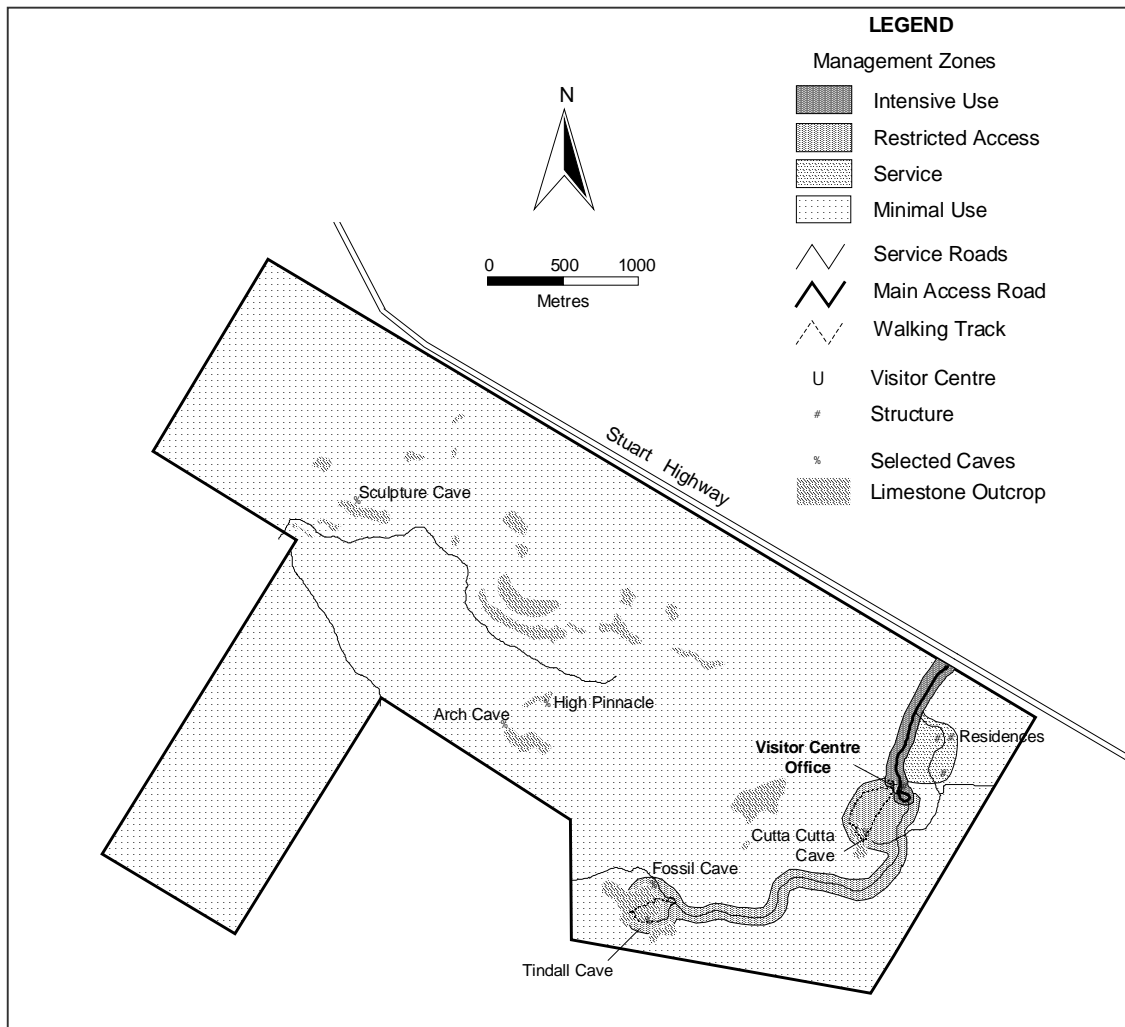 LEGEND
Management Zones
Intensive Use
Restricted Access
Service
Minimal Use
Service Roads
Main Access Road
Walking Track
U Visitor Centre
# Structure
% Selected Caves
Limestone Outcrop
N
0 500 1000
Metres
Stuart Highway
Sculpture Cave
High Pinnacle
Arch Cave
Residences
Visitor Centre
Office
Cutta Cutta
Cave
Fossil Cave
Tindall Cave